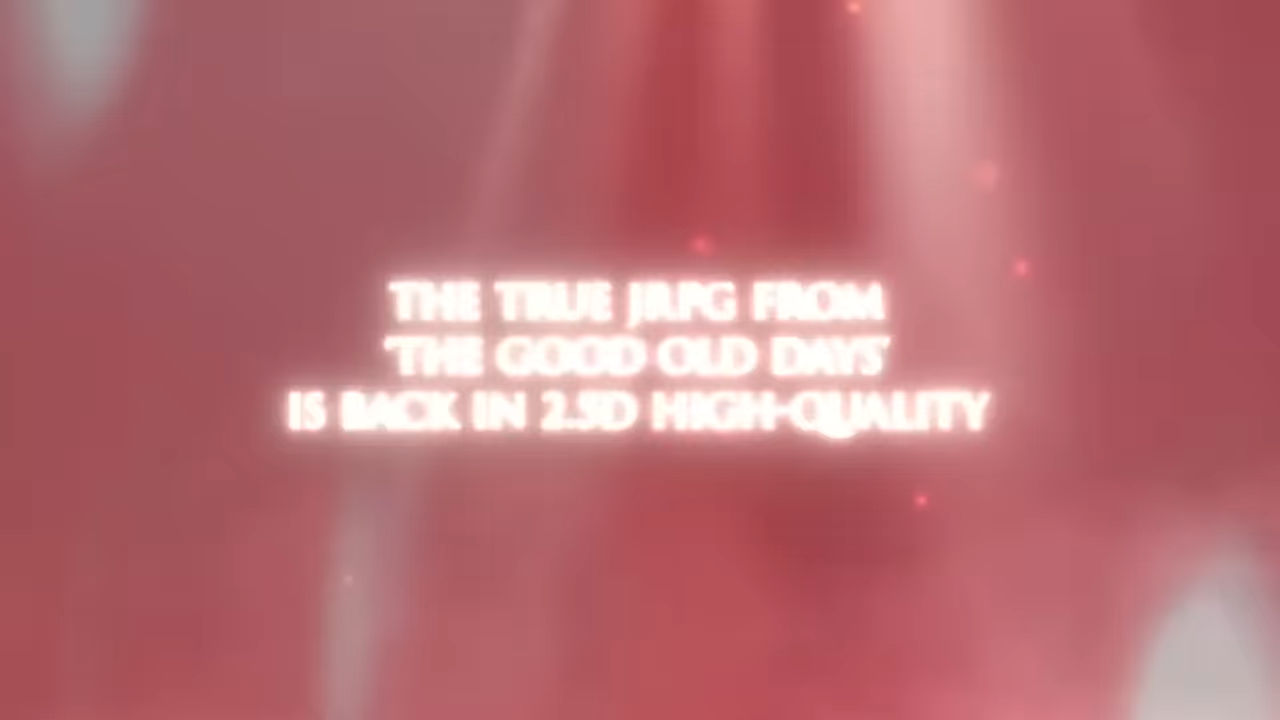 THE TRUE JRPG FROM
'THE GOOD OLD DAYS'
IS BACK IN 2.5D HIGH-QUALITY